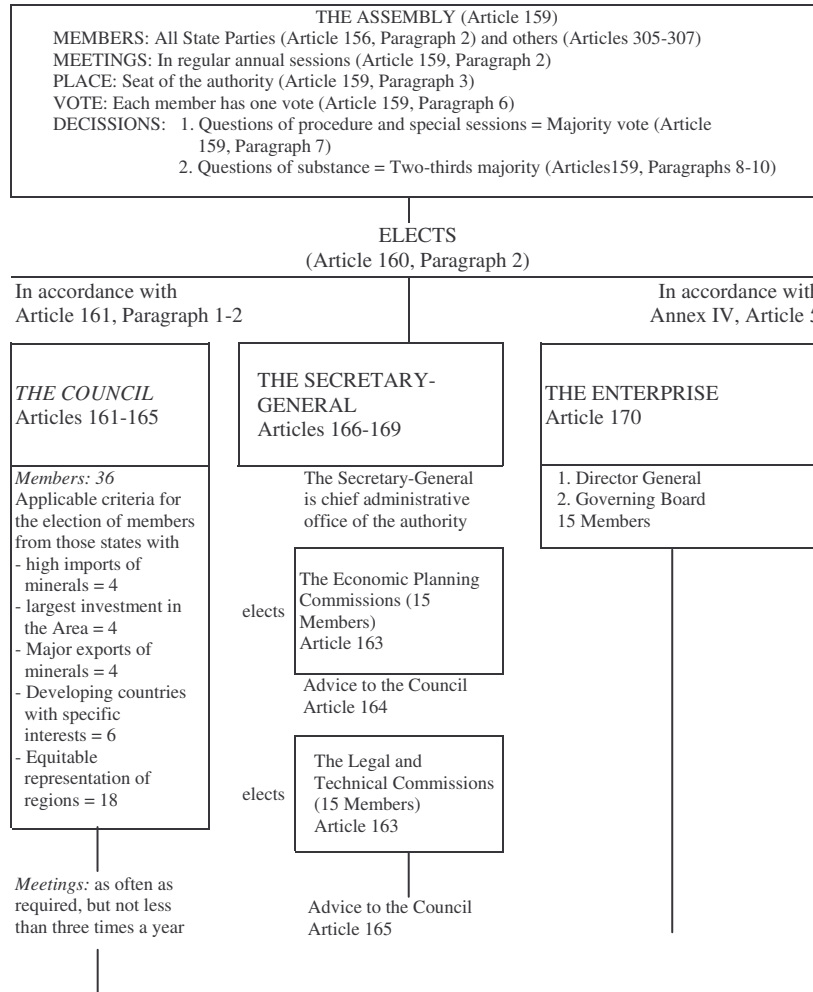 THE ASSEMBLY (Article 159)
MEMBERS: All State Parties (Article 156, Paragraph 2) and others (Articles 305-307)
MEETINGS: In regular annual sessions (Article 159, Paragraph 2)
PLACE: Seat of the authority (Article 159, Paragraph 3)
VOTE: Each member has one vote (Article 159, Paragraph 6)
DECISSIONS: 1. Questions of procedure and special sessions = Majority vote (Article
159, Paragraph 7)
2. Questions of substance = Two-thirds majority (Articles159, Paragraphs 8-10)
ELECTS
(Article 160, Paragraph 2)
In accordance with
Article 161, Paragraph 1-2
In accordance with
Annex IV, Article 5
THE COUNCIL
Articles 161-165
Members: 36
Applicable criteria for
the election of members
from those states with
- high imports of
minerals = 4
- largest investment in
the Area = 4
- Major exports of
minerals = 4
- Developing countries
with specific
interests = 6
- Equitable
representation of
regions = 18
Meetings: as often as
required, but not less
than three times a year
THE SECRETARY-
GENERAL
Articles 166-169
The Secretary-General
is chief administrative
office of the authority
elects
The Economic Planning
Commissions (15
Members)
Article 163
Advice to the Council
Article 164
elects
The Legal and
Technical Commissions
(15 Members)
Article 163
Advice to the Council
Article 165
THE ENTERPRISE
Article 170
1. Director General
2. Governing Board
15 Members